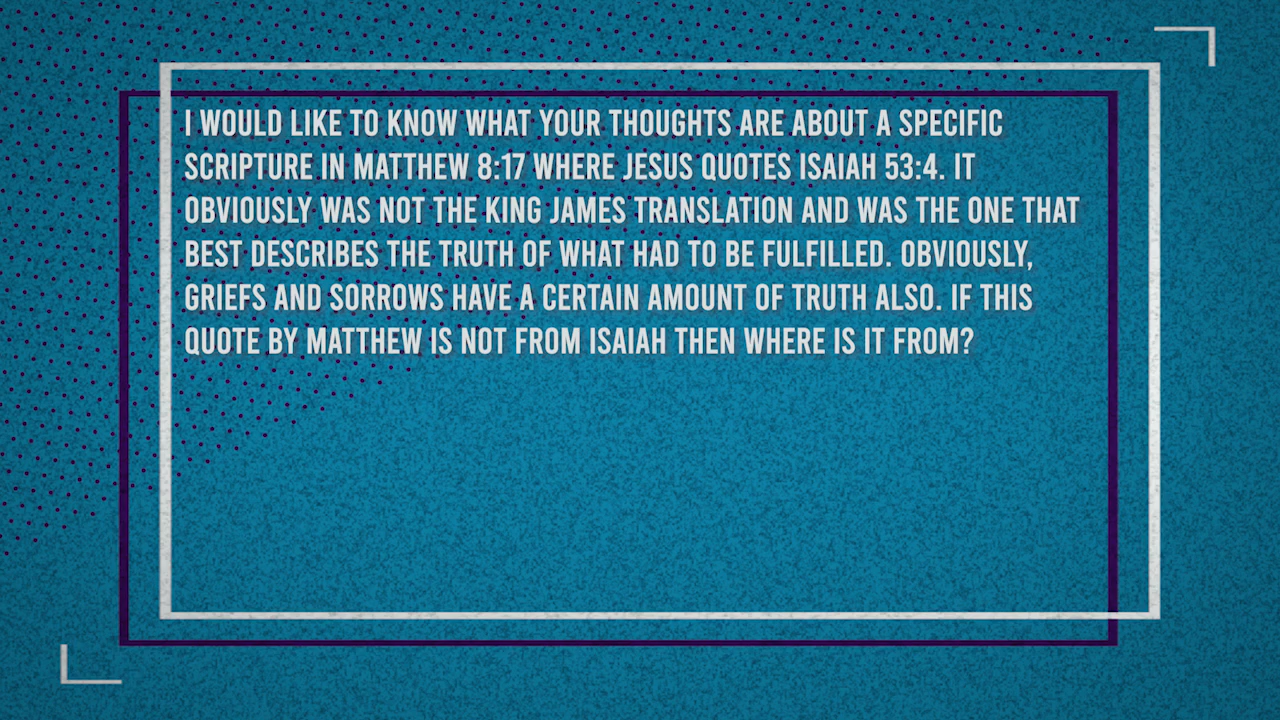 I WOULD LIKE TO KNOW WHAT YOUR THOUGHTS ARE ABOUT A SPECIFIC
SCRIPTURE IN MATTHEW 8:17 WHERE JESUS QUOTES ISAIAH 53:4. IT
OBVIOUSLY WAS NOT THE KING JAMES TRANSLATION AND WAS THE ONE THAT
BEST DESCRIBES THE TRUTH OF WHAT HAD TO BE FULFILLED. OBVIOUSLY,
GRIEFS AND SORROWS HAVE A CERTAIN AMOUNT OF TRUTH ALSO. IF THIS
QUOTE BY MATTHEW IS NOT FROM ISAIAH THEN WHERE IS IT FROM?